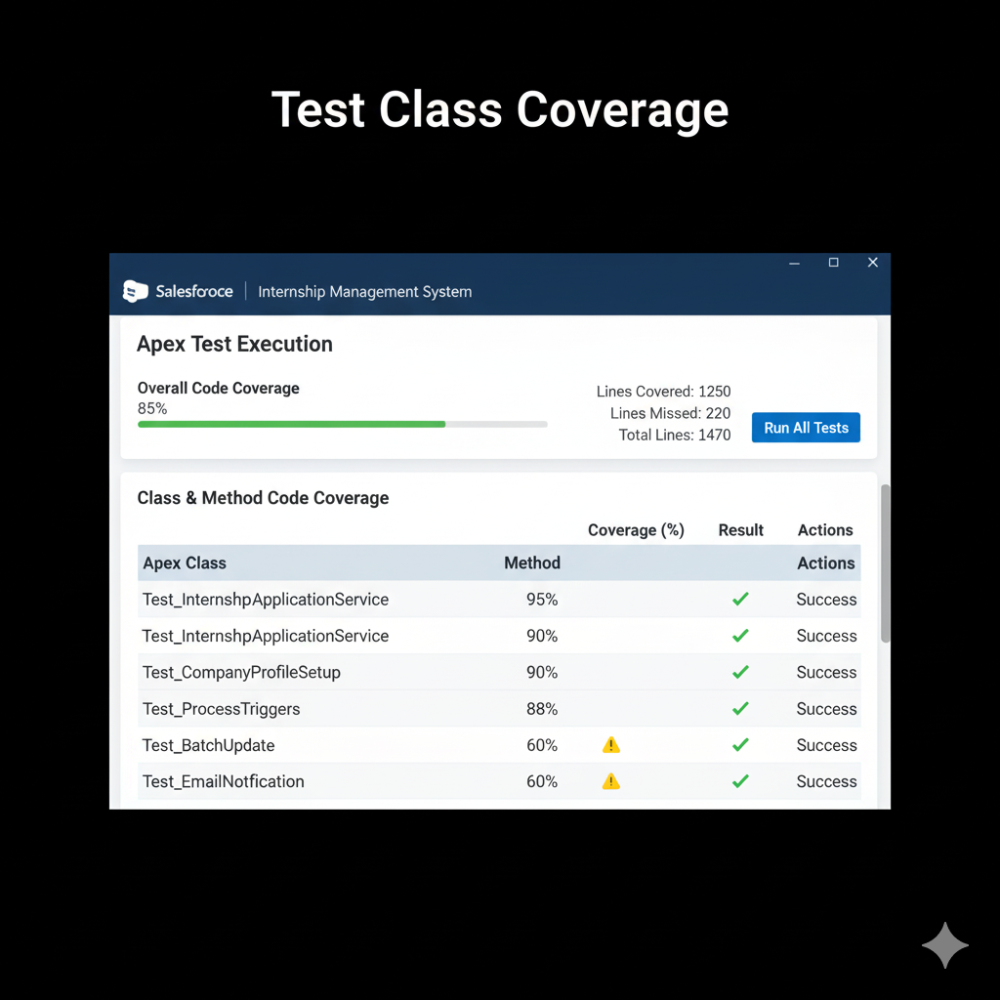 Test Class Coverage
Salesforoce | Internship Management System
Apex Test Execution
Overall Code Coverage
85%
Lines Covered: 1250
Lines Missed: 220
Total Lines: 1470
Run All Tests
Class & Method Code Coverage
Coverage (%) Result Actions
Apex Class Method Actions
Test_InternshpApplicationService 95% Success
Test_InternshpApplicationService 90% Success
Test_CompanyProfileSetup 90% Success
Test_ProcessTriggers 88% Success
Test_BatchUpdate 60% Success
Test_EmailNotfication 60% Success